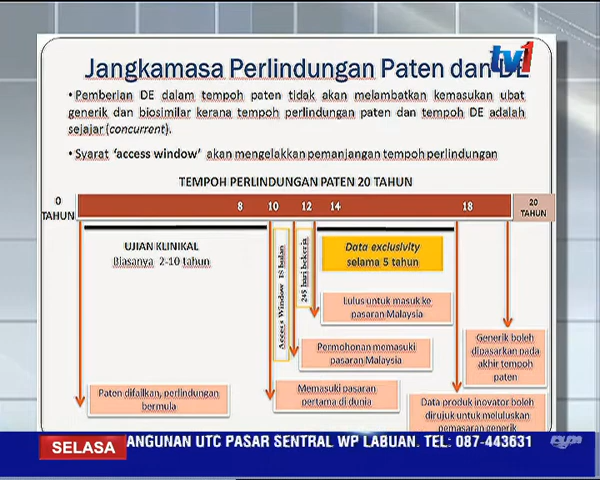 tv1
Jangkamasa Perlindungan Paten dan DE
• Pemberian DE dalam tempoh paten tidak akan melambatkan kemasukan ubat
generik dan biosimilar kerana tempoh perlindungan paten dan tempoh DE adalah
sejajar (concurrent).
• Syarat 'access window' akan mengelakkan pemanjangan tempoh perlindungan
TEMPOH PERLINDUNGAN PATEN 20 TAHUN
0
TAHUN
8
10
12
14
18
20
TAHUN
UJIAN KLINIKAL
Biasanya 2-10 tahun
Access Window 18 bulan
245 hari bekerja
Data exclusivity
selama 5 tahun
Lulus untuk masuk ke
pasaran Malaysia
Permohonan memasuki
pasaran Malaysia
Generik boleh
dipasarkan pada
akhir tempoh
paten
Paten difailkan, perlindungan
bermula
Memasuki pasaran
pertama di dunia
Data produk inovator boleh
dirujuk untuk meluluskan
pemasaran generik
SELASA
ANGUNAN UTC PASAR SENTRAL WP LABUAN. TEL: 087-443631